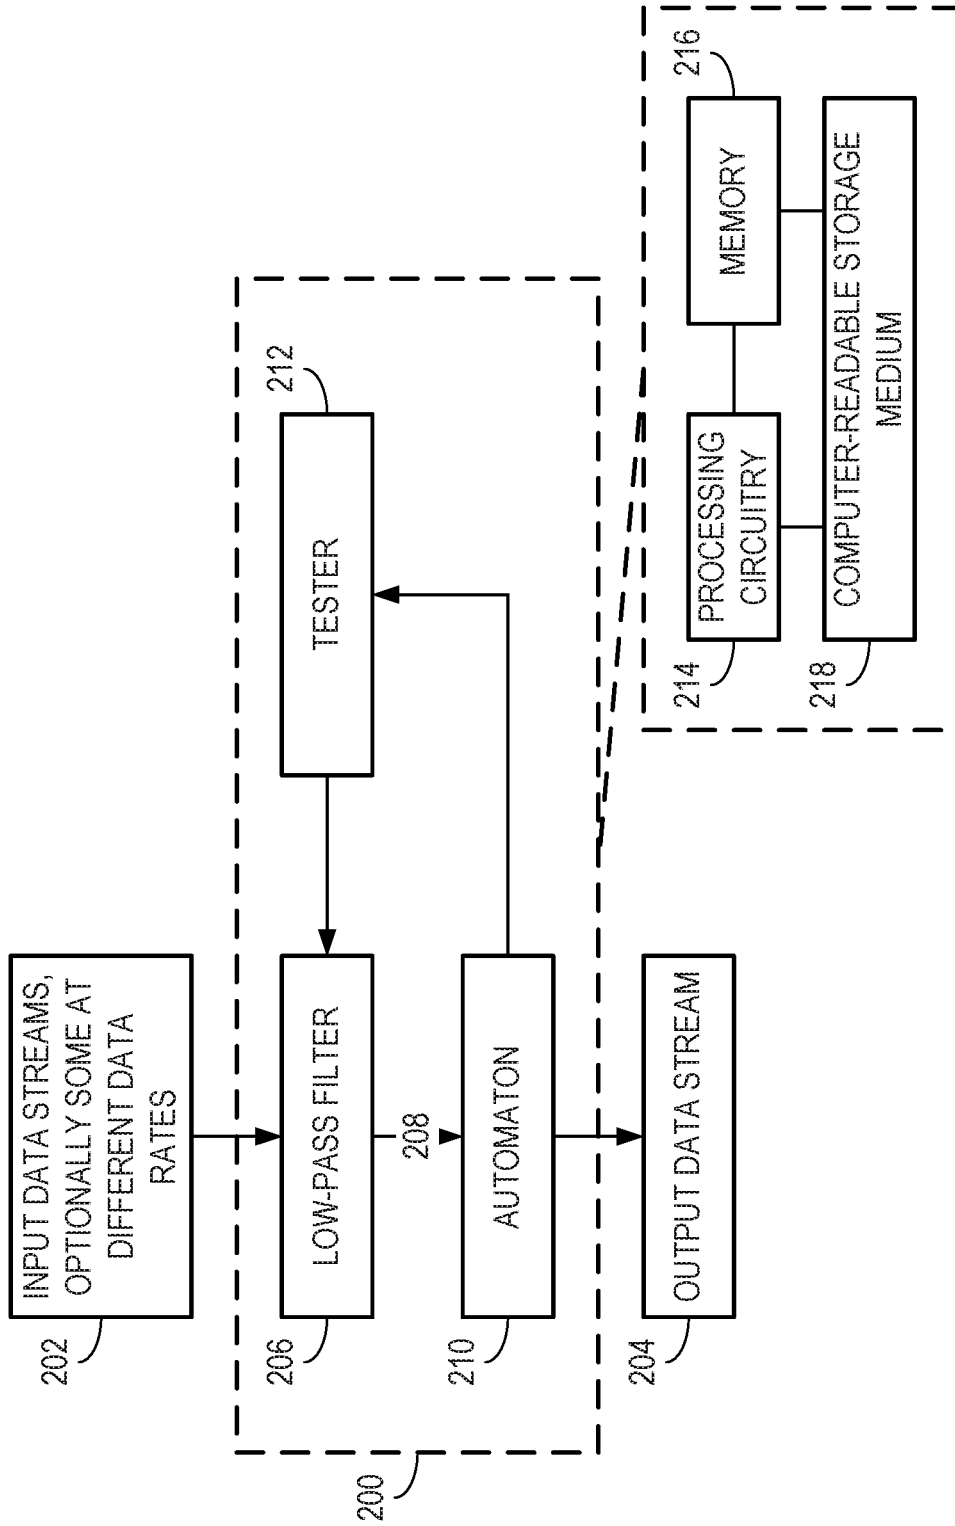 202
INPUT DATA STREAMS,
OPTIONALLY SOME AT
DIFFERENT DATA
RATES
206
LOW-PASS FILTER
212
TESTER
208
210
AUTOMATON
200
204
OUTPUT DATA STREAM
214
PROCESSING
CIRCUITRY
216
MEMORY
218
COMPUTER-READABLE STORAGE
MEDIUM